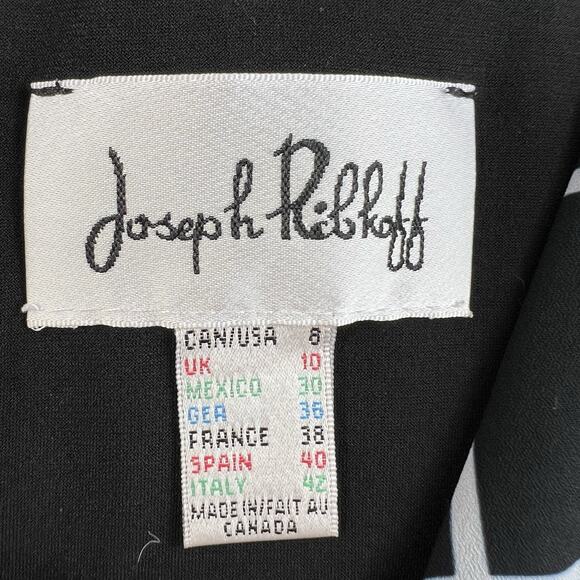 Joseph Ribkoff
CAN/USA 8
UK 10
MEXICO 30
GER 36
FRANCE 38
SPAIN 40
ITALY 42
MADE IN/FAIT AU
CANADA